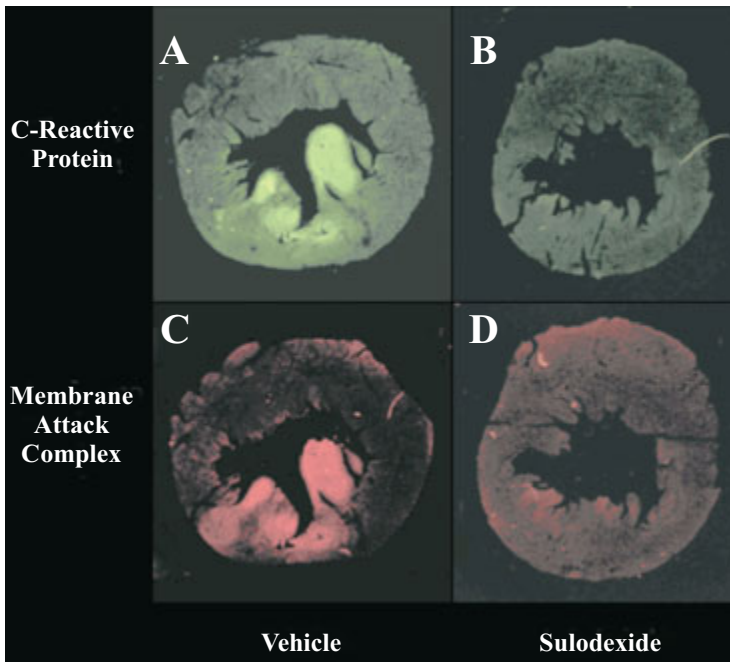 A
B
C-Reactive
Protein
C
D
Membrane
Attack
Complex
Vehicle
Sulodexide